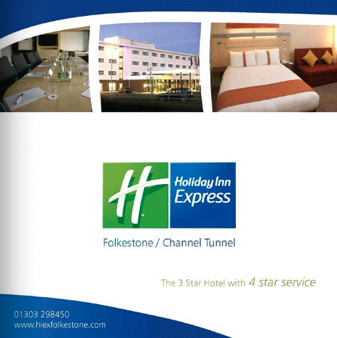 Holiday Inn
Express
Folkestone / Channel Tunnel
The 3 Star Hotel with 4 star service
01303 298450
www.hiexfolkestone.com